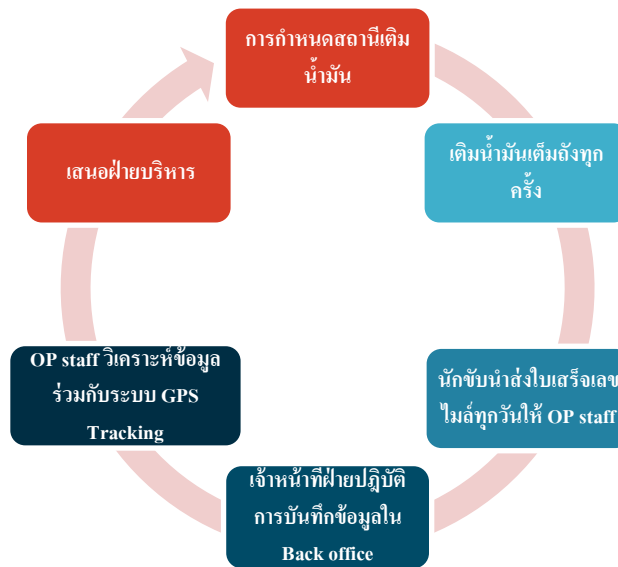 การกำหนดสถานีเติม
น้ำมัน
เติมน้ำมันเต็มถังทุก
ครั้ง
นักขับนำส่งใบเสร็จเลข
ไมล์ทุกวันให้ OP staff
เจ้าหน้าที่ฝ่ายปฎิบัติ
การบันทึกข้อมูลใน
Back office
OP staff วิเคราะห์ข้อมูล
ร่วมกับระบบ GPS
Tracking
เสนอฝ่ายบริหาร